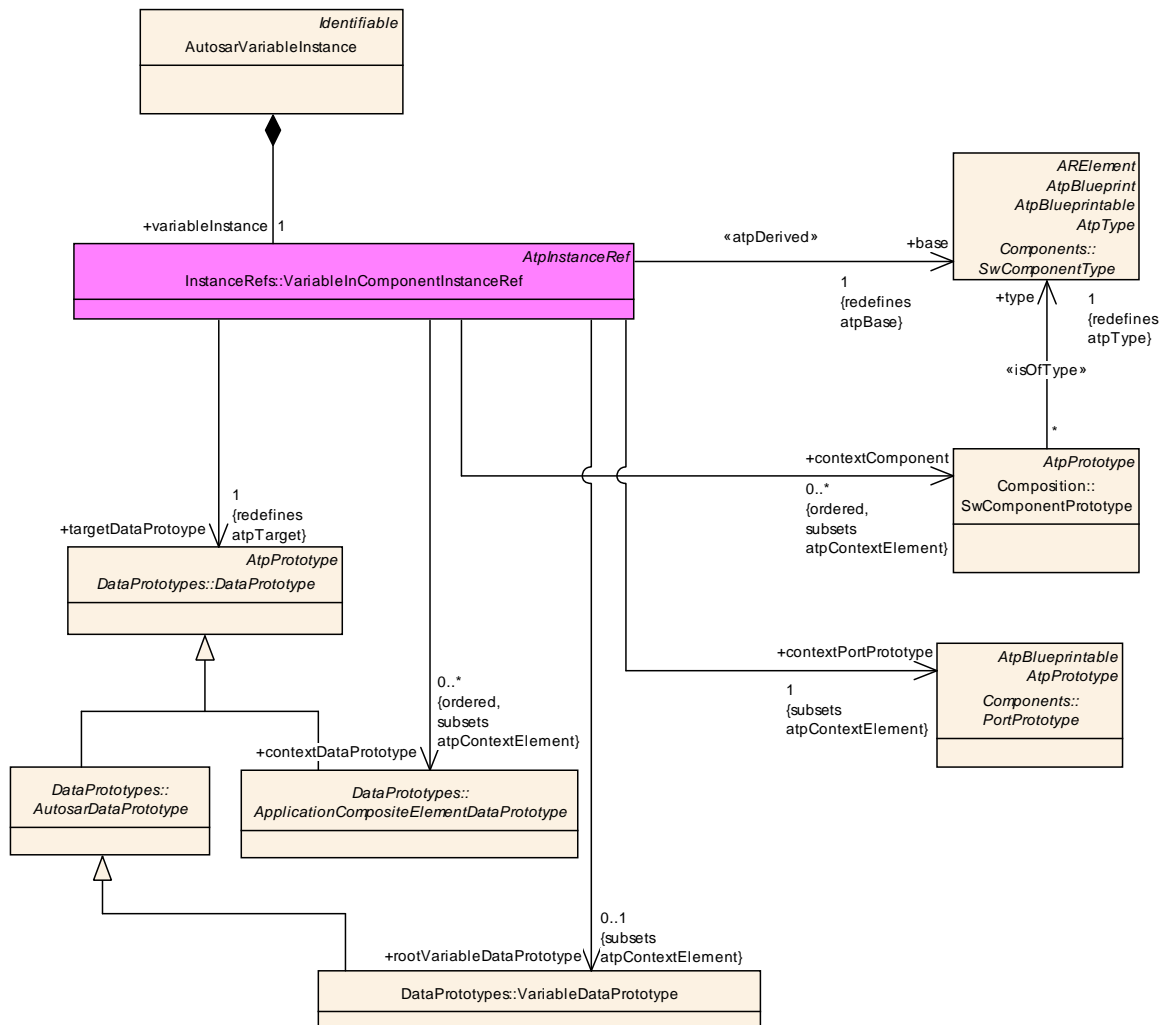 Identifiable
AutosarVariableInstance
+variableInstance 1
AtpInstanceRef
InstanceRefs::VariableInComponentInstanceRef
«atpDerived»
+base
1
{redefines
atpBase}
ARElement
AtpBlueprint
AtpBlueprintable
AtpType
Components::
SwComponentType
+type
1
{redefines
atpType}
«isOfType»
*
+contextComponent
0..*
{ordered,
subsets
atpContextElement}
AtpPrototype
Composition::
SwComponentPrototype
+targetDataProtoype
1
{redefines
atpTarget}
AtpPrototype
DataPrototypes::DataPrototype
+contextPortPrototype
1
{subsets
atpContextElement}
AtpBlueprintable
AtpPrototype
Components::
PortPrototype
0..*
{ordered,
subsets
atpContextElement}
+contextDataPrototype
DataPrototypes::
AutosarDataPrototype
DataPrototypes::
ApplicationCompositeElementDataPrototype
0..1
{subsets
atpContextElement}
+rootVariableDataPrototype
DataPrototypes::VariableDataPrototype